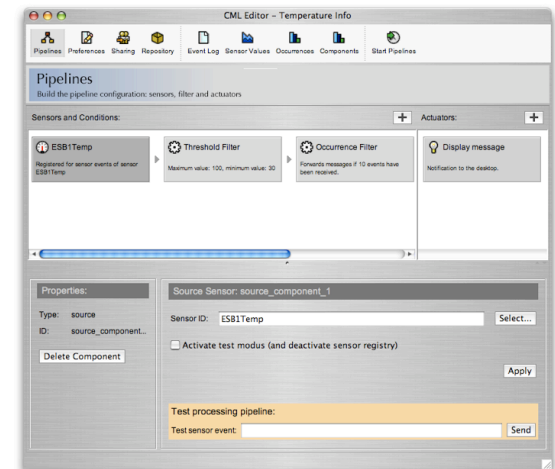 CML Editor – Temperature Info
Pipelines Preferences Sharing Repository Event Log Sensor Values Occurrences Components Start Pipelines
Pipelines
Build the pipeline configuration: sensors, filter and actuators
Sensors and Conditions: + Actuators: +
ESB1Temp
Registered for sensor events of sensor
ESB1Temp
Threshold Filter
Maximum value: 100, minimum value: 30
Occurrence Filter
Forwards messages if 10 events have
been received.
Display message
Notification to the desktop.
Properties:
Type: source
ID: source_component...
Delete Component
Source Sensor: source_component_1
Sensor ID: ESB1Temp Select...
Activate test modus (and deactivate sensor registry)
Apply
Test processing pipeline:
Test sensor event: Send